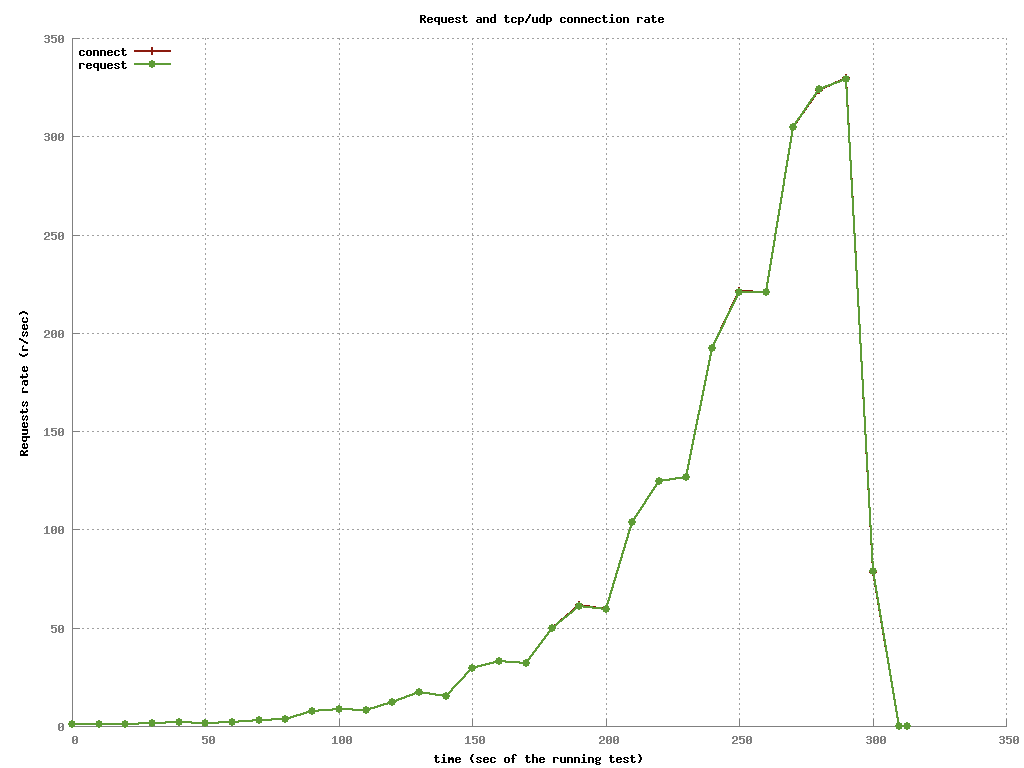 Request and tcp/udp connection rate
350
connect
request
300
250
200
150
100
50
0
Requests rate (r/sec)
0 50 100 150 200 250 300 350
time (sec of the running test)